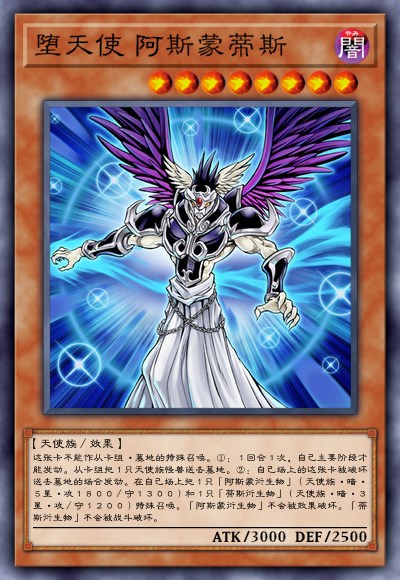 堕天使 阿斯蒙蒂斯
やみ
闇
【天使族／效果】
这张卡不能作从卡组·墓地的特殊召唤。①：1回合1次，自己主要阶段才
能发动。从卡组把1只天使族怪兽送去墓地。②：自己场上的这张卡被破坏
送去墓地的场合发动。在自己场上把1只「阿斯蒙衍生物」（天使族·暗·
5星·攻1800／守1300）和1只「蒂斯衍生物」（天使族·暗·3
星·攻／守1200）特殊召唤。「阿斯蒙衍生物」不会被效果破坏。「蒂
斯衍生物」不会被战斗破坏。
ATK/3000 DEF/2500